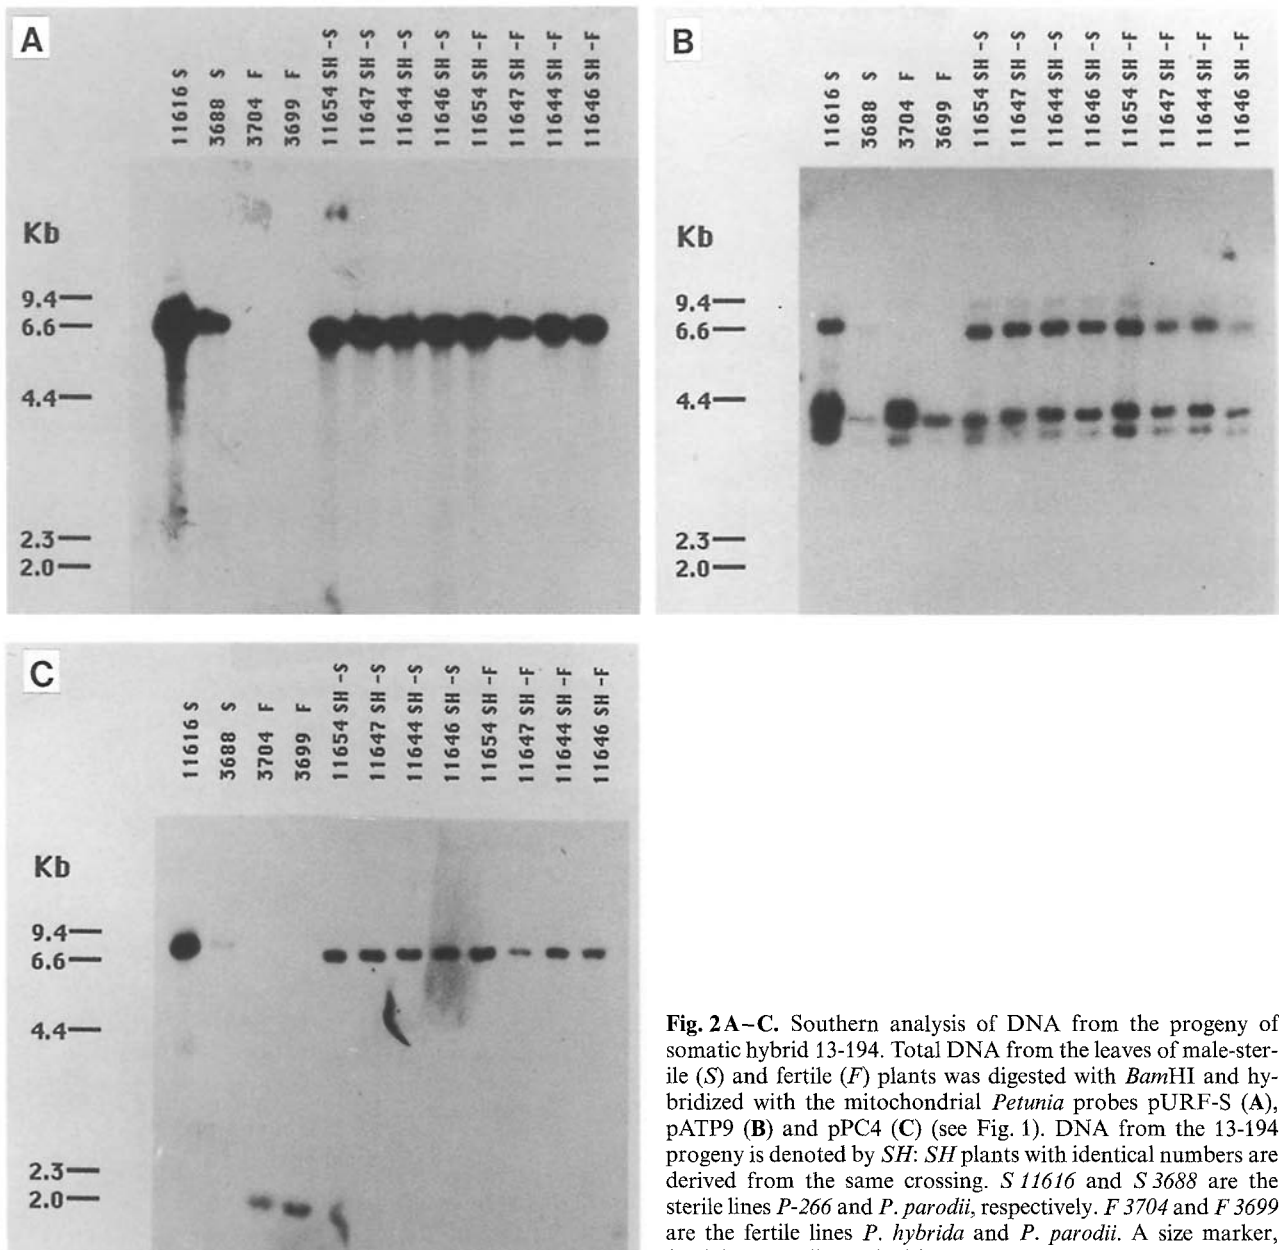 A
11616 S
3688 S
3704 F
3699 F
11654 SH -S
11647 SH -S
11644 SH -S
11646 SH -S
11654 SH -F
11647 SH -F
11644 SH -F
11646 SH -F
Kb
9.4
6.6
4.4
2.3
2.0
B
11616 S
3688 S
3704 F
3699 F
11654 SH -S
11647 SH -S
11644 SH -S
11646 SH -S
11654 SH -F
11647 SH -F
11644 SH -F
11646 SH -F
Kb
9.4
6.6
4.4
2.3
2.0
C
11616 S
3688 S
3704 F
3699 F
11654 SH -S
11647 SH -S
11644 SH -S
11646 SH -S
11654 SH -F
11647 SH -F
11644 SH -F
11646 SH -F
Kb
9.4
6.6
4.4
2.3
2.0
Fig. 2 A–C. Southern analysis of DNA from the progeny of
somatic hybrid 13-194. Total DNA from the leaves of male-ster-
ile (S) and fertile (F) plants was digested with BamHI and hy-
bridized with the mitochondrial Petunia probes pURF-S (A),
pATP9 (B) and pPC4 (C) (see Fig. 1). DNA from the 13-194
progeny is denoted by SH: SH plants with identical numbers are
derived from the same crossing. S 11616 and S 3688 are the
sterile lines P-266 and P. parodii, respectively. F 3704 and F 3699
are the fertile lines P. hybrida and P. parodii. A size marker,